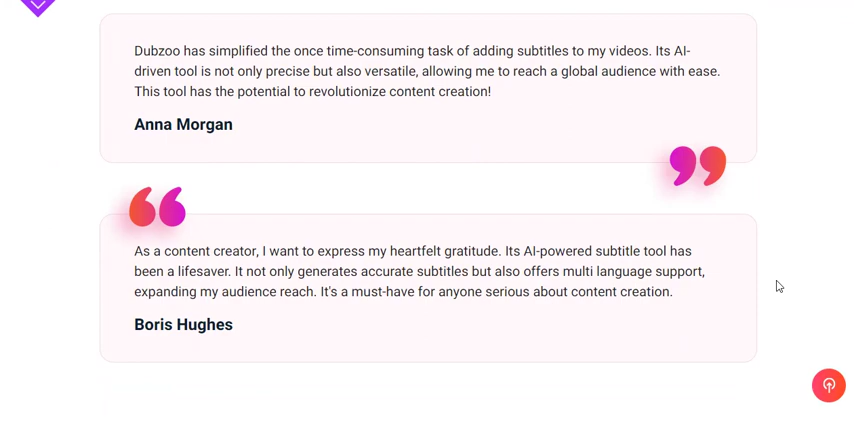 Dubzoo has simplified the once time-consuming task of adding subtitles to my videos. Its AI-
driven tool is not only precise but also versatile, allowing me to reach a global audience with ease.
This tool has the potential to revolutionize content creation!
Anna Morgan
As a content creator, I want to express my heartfelt gratitude. Its AI-powered subtitle tool has
been a lifesaver. It not only generates accurate subtitles but also offers multi language support,
expanding my audience reach. It's a must-have for anyone serious about content creation.
Boris Hughes